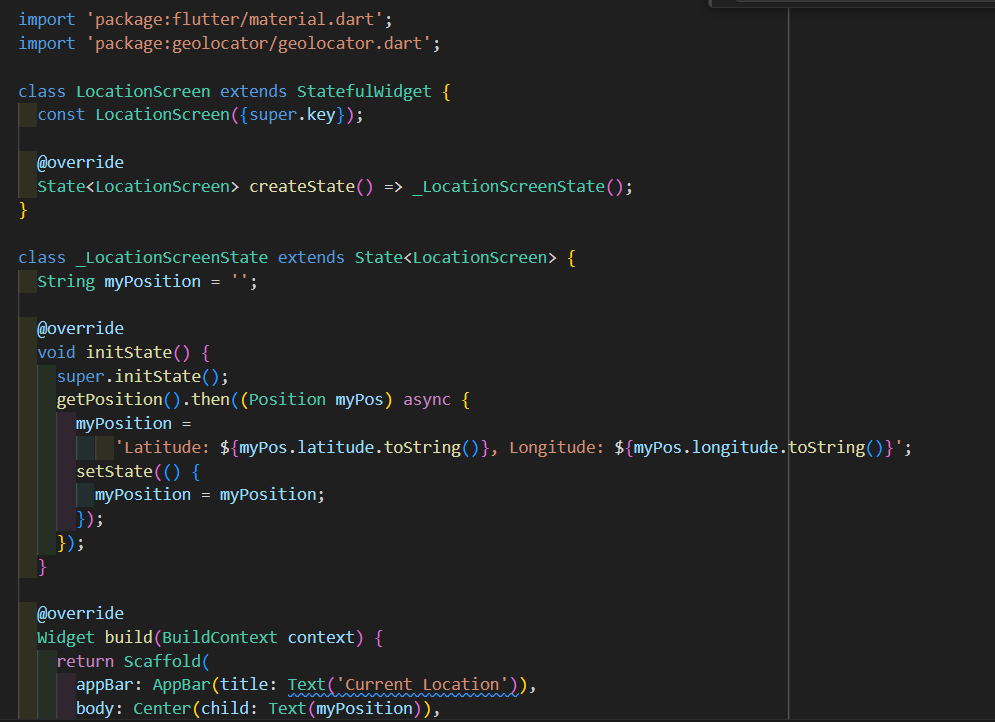 import 'package:flutter/material.dart';
import 'package:geolocator/geolocator.dart';
class LocationScreen extends StatefulWidget {
const LocationScreen({super.key});
@override
State<LocationScreen> createState() => _LocationScreenState();
}
class _LocationScreenState extends State<LocationScreen> {
String myPosition = '';
@override
void initState() {
super.initState();
getPosition().then((Position myPos) async {
myPosition =
'Latitude: ${myPos.latitude.toString()}, Longitude: ${myPos.longitude.toString()}';
setState(() {
myPosition = myPosition;
});
});
}
@override
Widget build(BuildContext context) {
return Scaffold(
appBar: AppBar(title: Text('Current Location')),
body: Center(child: Text(myPosition)),